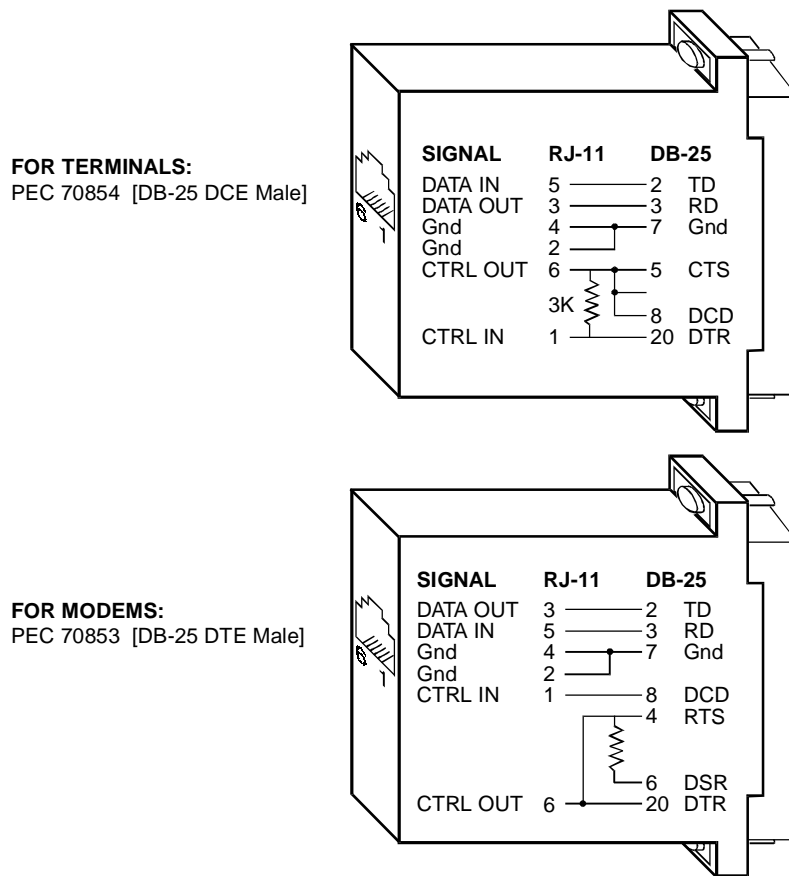 FOR TERMINALS:
PEC 70854 [DB-25 DCE Male]
6
1
SIGNAL RJ-11 DB-25
DATA IN 5 2 TD
DATA OUT 3 3 RD
Gnd 4 7 Gnd
Gnd 2
CTRL OUT 6 5 CTS
3K
8 DCD
CTRL IN 1 20 DTR
FOR MODEMS:
PEC 70853 [DB-25 DTE Male]
6
1
SIGNAL RJ-11 DB-25
DATA OUT 3 2 TD
DATA IN 5 3 RD
Gnd 4 7 Gnd
Gnd 2
CTRL IN 1 8 DCD
4 RTS
6 DSR
CTRL OUT 6 20 DTR